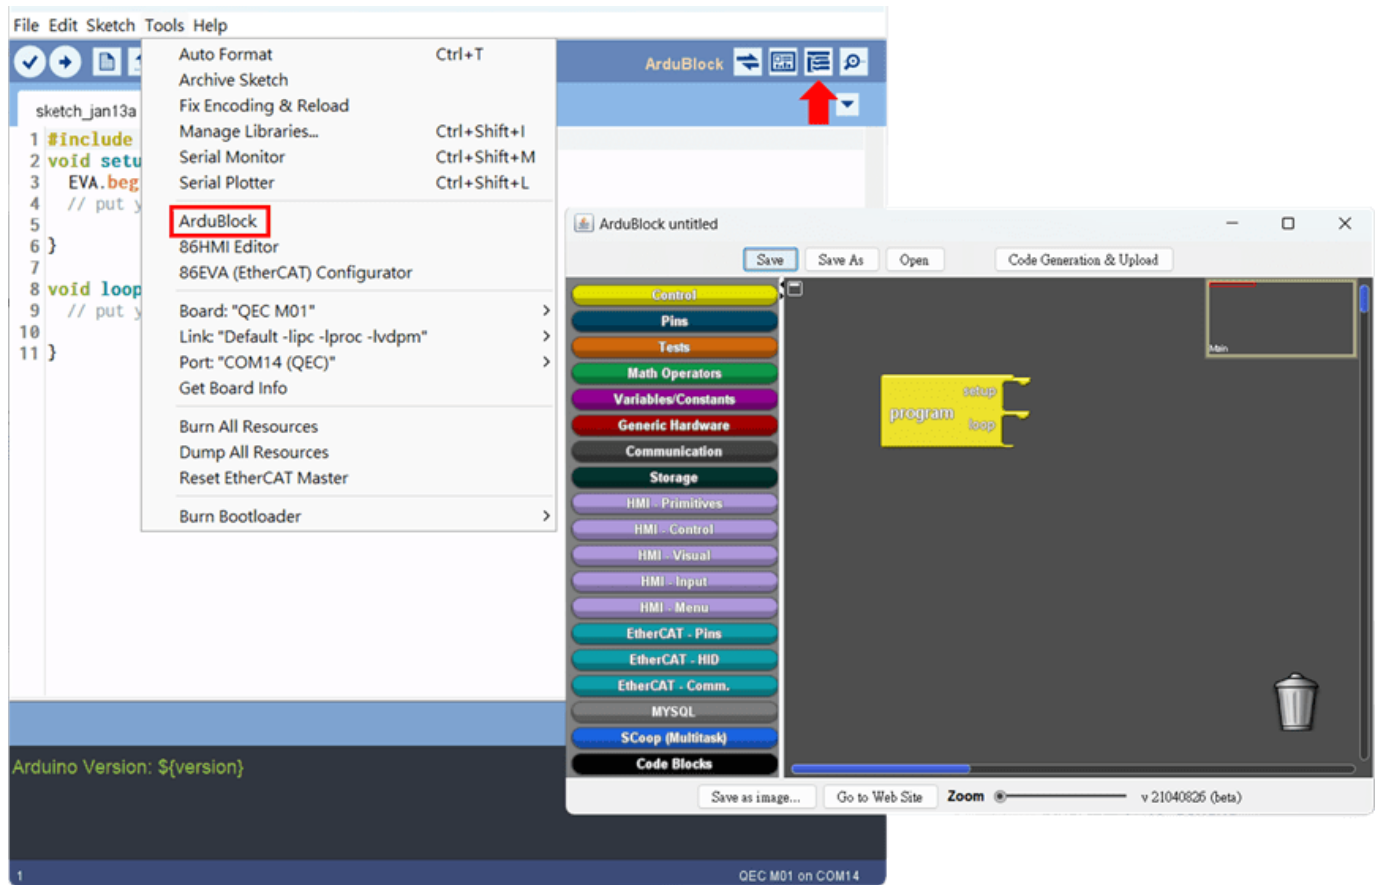 File Edit Sketch Tools Help
ArduBlock
sketch_jan13a
1 #include
2 void setu
3 EVA.beg
4 // put y
5
6 }
7
8 void loop
9 // put y
10
11 }
Auto Format Ctrl+T
Archive Sketch
Fix Encoding & Reload
Manage Libraries... Ctrl+Shift+I
Serial Monitor Ctrl+Shift+M
Serial Plotter Ctrl+Shift+L
ArduBlock
86HMI Editor
86EVA (EtherCAT) Configurator
Board: "QEC M01"
Link: "Default -lipc -lproc -lvdpm"
Port: "COM14 (QEC)"
Get Board Info
Burn All Resources
Dump All Resources
Reset EtherCAT Master
Burn Bootloader
ArduBlock untitled
Save Save As Open Code Generation & Upload
Control
Pins
Tests
Math Operators
Variables/Constants
Generic Hardware
Communication
Storage
HMI - Primitives
HMI - Control
HMI - Visual
HMI - Input
HMI - Menu
EtherCAT - Pins
EtherCAT - HID
EtherCAT - Comm.
MYSQL
SCoop (Multitask)
Code Blocks
Main
setup
program
loop
Save as image... Go to Web Site Zoom v 21040826 (beta)
Arduino Version: ${version}
1 QEC M01 on COM14